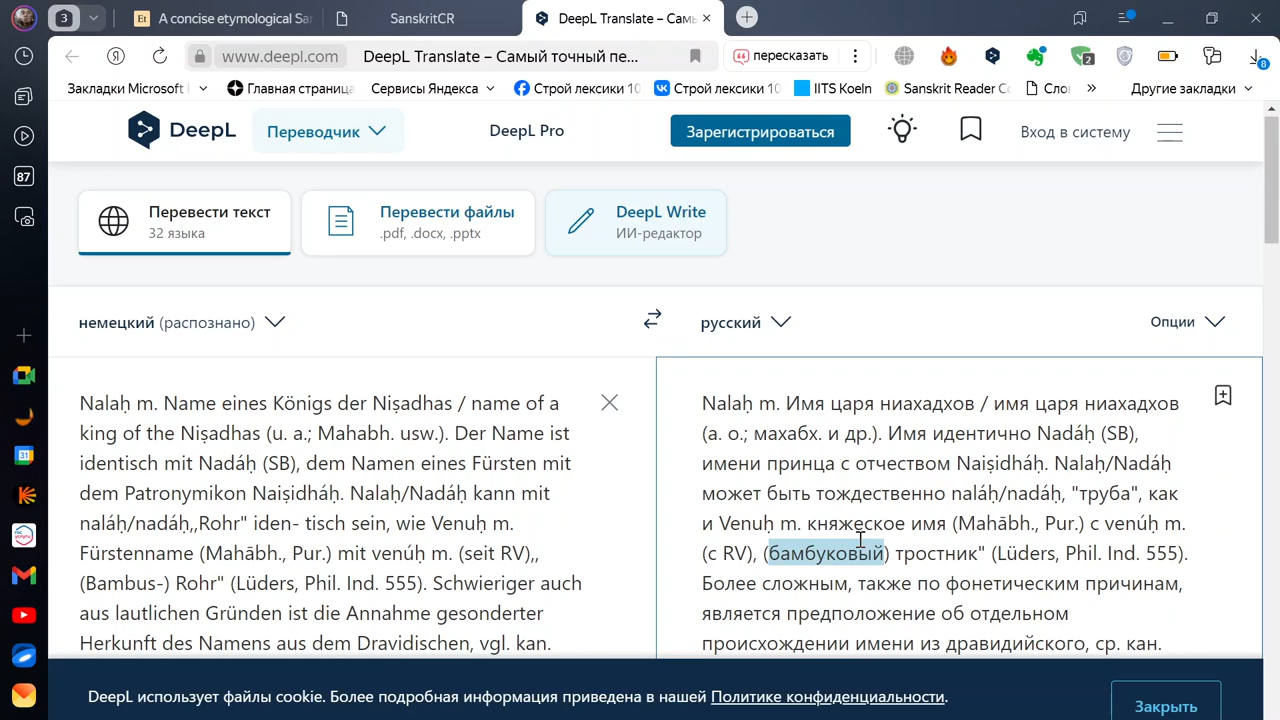 3
A concise etymological San
SanskritCR
DeepL Translate – Самы
www.deepl.com
DeepL Translate – Самый точный пе...
пересказать
2
8
Закладки Microsoft
Главная страница
Сервисы Яндекса
Строй лексики 10
Строй лексики 10
IITS Koeln
Sanskrit Reader Co
Сло
»
Другие закладки
87
31
DeepL
Переводчик
DeepL Pro
Зарегистрироваться
Вход в систему
Перевести текст
32 языка
Перевести файлы
.pdf, .docx, .pptx
DeepL Write
ИИ-редактор
немецкий (распознано)
русский
Опции
Nalaḥ m. Name eines Königs der Niṣadhas / name of a
king of the Niṣadhas (u. a.; Mahabh. usw.). Der Name ist
identisch mit Nadáḥ (SB), dem Namen eines Fürsten mit
dem Patronymikon Naiṣidháḥ. Nalaḥ/Nadáḥ kann mit
naláḥ/nadáḥ,,Rohr" iden- tisch sein, wie Venuḥ m.
Fürstenname (Mahābh., Pur.) mit venúḥ m. (seit RV),,
(Bambus-) Rohr" (Lüders, Phil. Ind. 555). Schwieriger auch
aus lautlichen Gründen ist die Annahme gesonderter
Herkunft des Namens aus dem Dravidischen, vgl. kan.
Nalaḥ m. Имя царя ниахадхов / имя царя ниахадхов
(а. о.; махабх. и др.). Имя идентично Nadáḥ (SB),
имени принца с отчеством Naiṣidháḥ. Nalaḥ/Nadáḥ
может быть тождественно naláḥ/nadáḥ, "труба", как
и Venuḥ m. княжеское имя (Mahābh., Pur.) с venúḥ m.
(с RV), (бамбуковый) тростник" (Lüders, Phil. Ind. 555).
Более сложным, также по фонетическим причинам,
является предположение об отдельном
происхождении имени из дравидийского, ср. кан.
DeepL использует файлы cookie. Более подробная информация приведена в нашей Политике конфиденциальности.
Закрыть